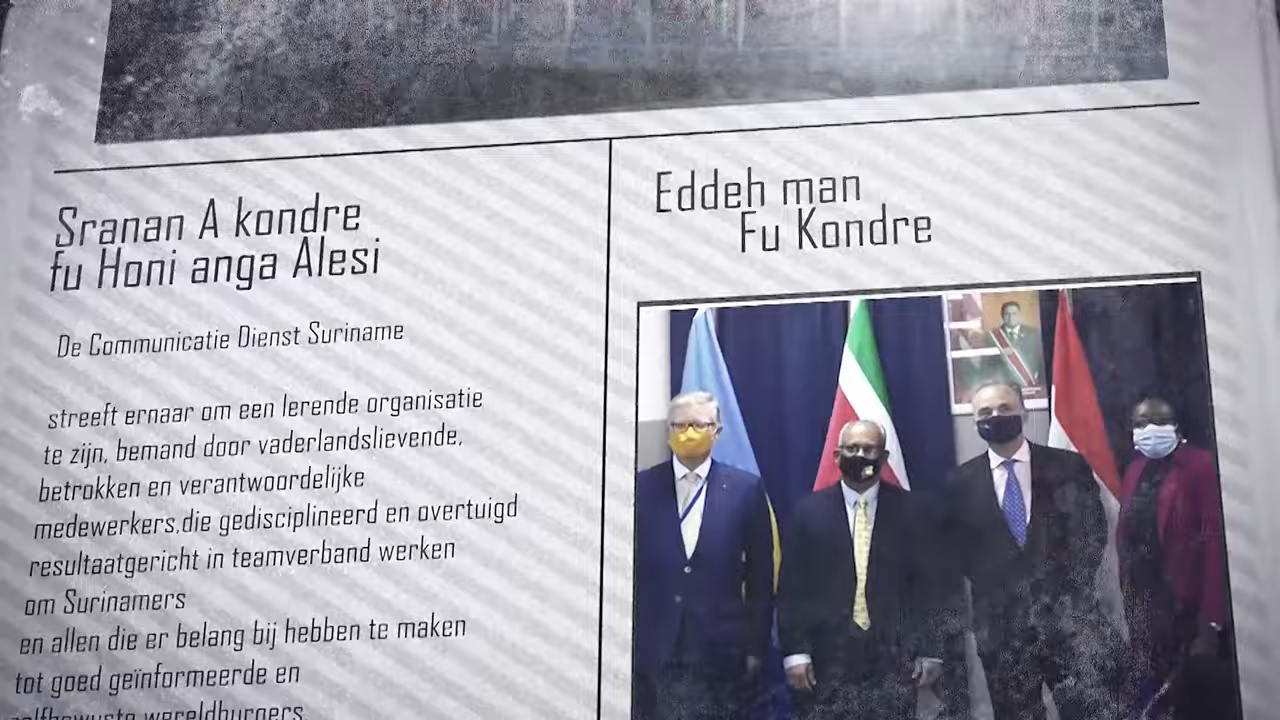 Sranan A kondre
fu Honi anga Alesi
De Communicatie Dienst Suriname
streeft ernaar om een lerende organisatie
te zijn, bemand door vaderlandslievende,
betrokken en verantwoordelijke
medewerkers,die gedisciplineerd en overtuigd
resultaatgericht in teamverband werken
om Surinamers
en allen die er belang bij hebben te maken
tot goed geïnformeerde en
zelfbewuste wereldburgers
Eddeh man
Fu Kondre